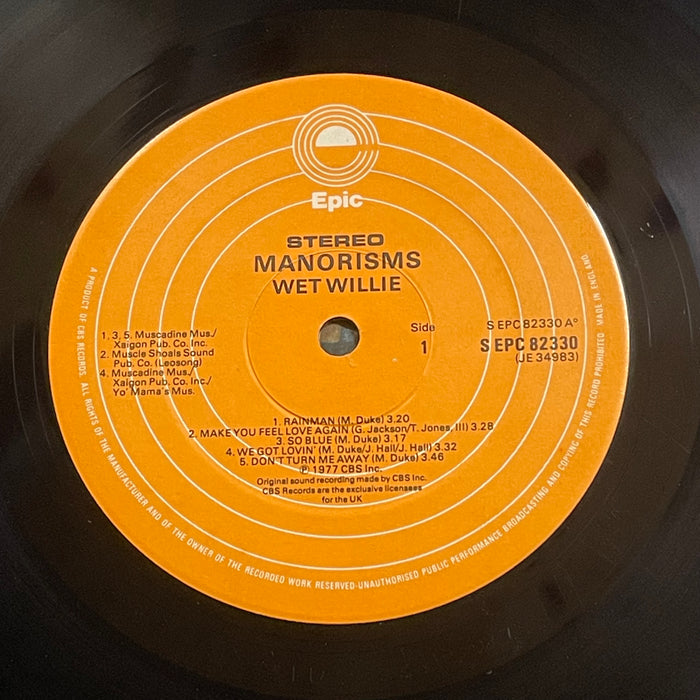 Epic
STEREO
MANORISMS
WET WILLIE
1. 3, 5. Muscadine Mus./
Xaigon Pub. Co. Inc.
2. Muscle Shoals Sound
Pub. Co. (Leosong)
4. Muscadine Mus./
Xaigon Pub. Co. Inc./
Yo' Mama's Mus.
Side
1
S EPC 82330 A°
S EPC 82330
(JE 34983)
1. RAINMAN (M. Duke) 3.20
2. MAKE YOU FEEL LOVE AGAIN (G. Jackson/T. Jones, III) 3.28
3. SO BLUE (M. Duke) 3.17
4. WE GOT LOVIN' (M. Duke/J. Hall/J. Hall) 3.32
5. DON'T TURN ME AWAY (M. Duke) 3.46
℗ 1977 CBS Inc.
Original sound recording made by CBS Inc.
CBS Records are the exclusive licensees
for the UK
A PRODUCT OF CBS RECORDS. ALL RIGHTS OF THE MANUFACTURER AND OF THE OWNER OF THE RECORDED WORK RESERVED-UNAUTHORISED PUBLIC PERFORMANCE BROADCASTING AND COPYING OF THIS RECORD PROHIBITED MADE IN ENGLAND.